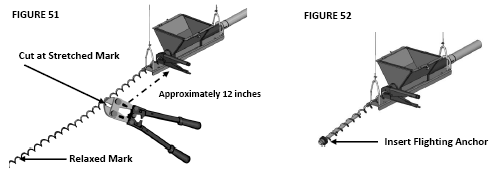 FIGURE 51
Cut at Stretched Mark
Approximately 12 inches
Relaxed Mark
FIGURE 52
Insert Flighting Anchor